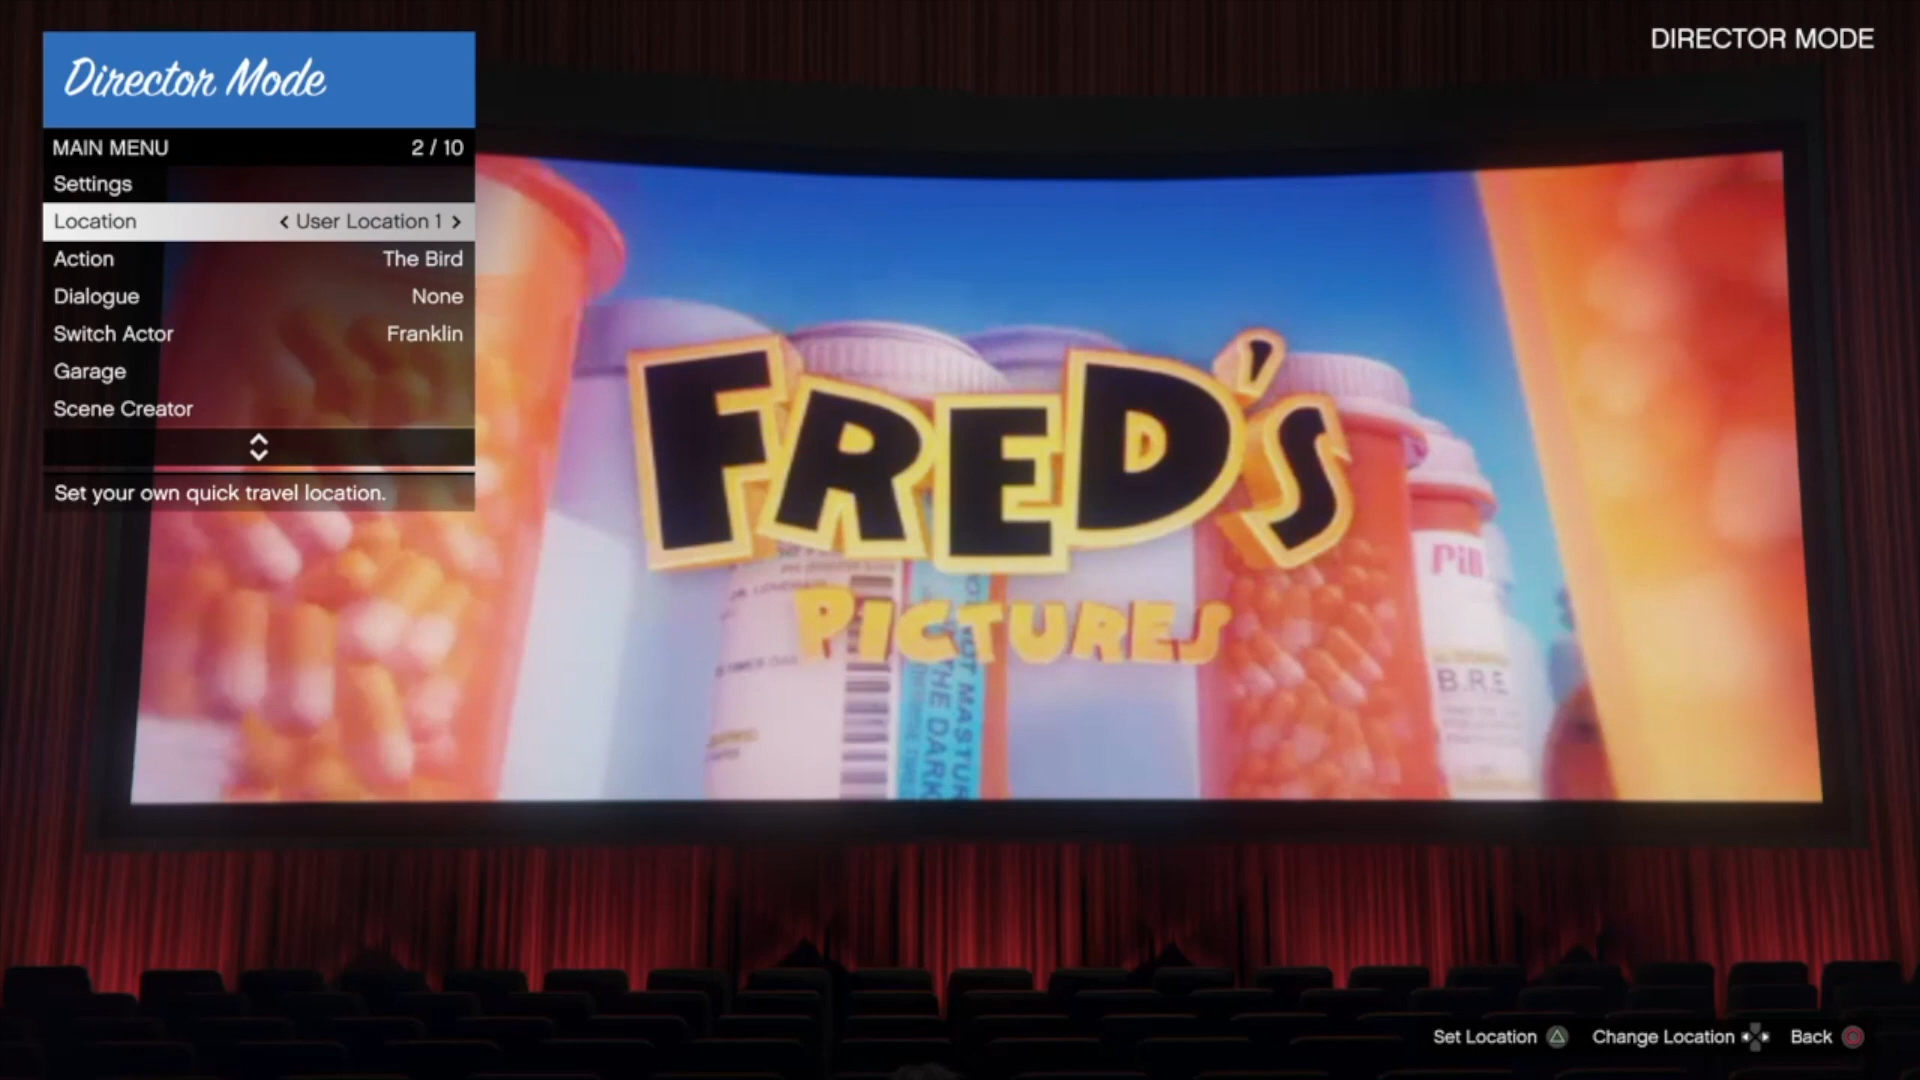 DIRECTOR MODE
Director Mode
MAIN MENU 2 / 10
Settings
Location < User Location 1 >
Action The Bird
Dialogue None
Switch Actor Franklin
Garage
Scene Creator
Set your own quick travel location.
FRED'S
PICTURES
Pill
B.R.E
THE DARK
Set Location Change Location Back